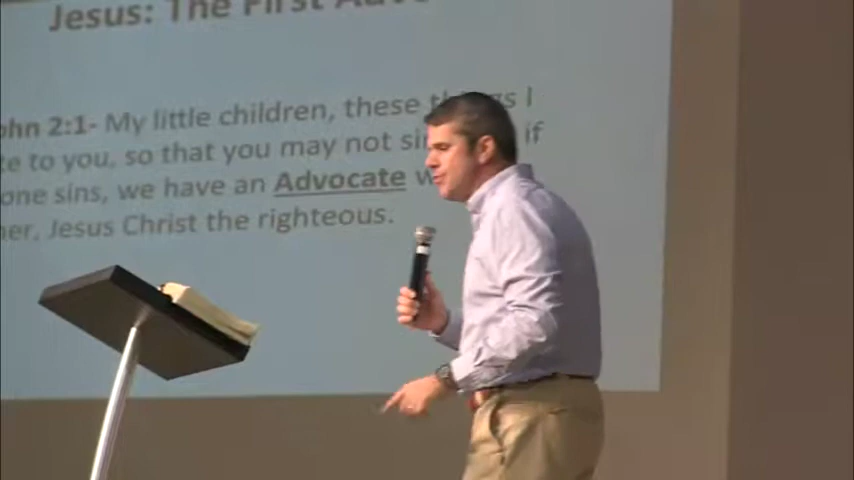 Jesus: The First Adv
ohn 2:1- My little children, these things I
te to you, so that you may not sin. if
one sins, we have an Advocate w
her, Jesus Christ the righteous.